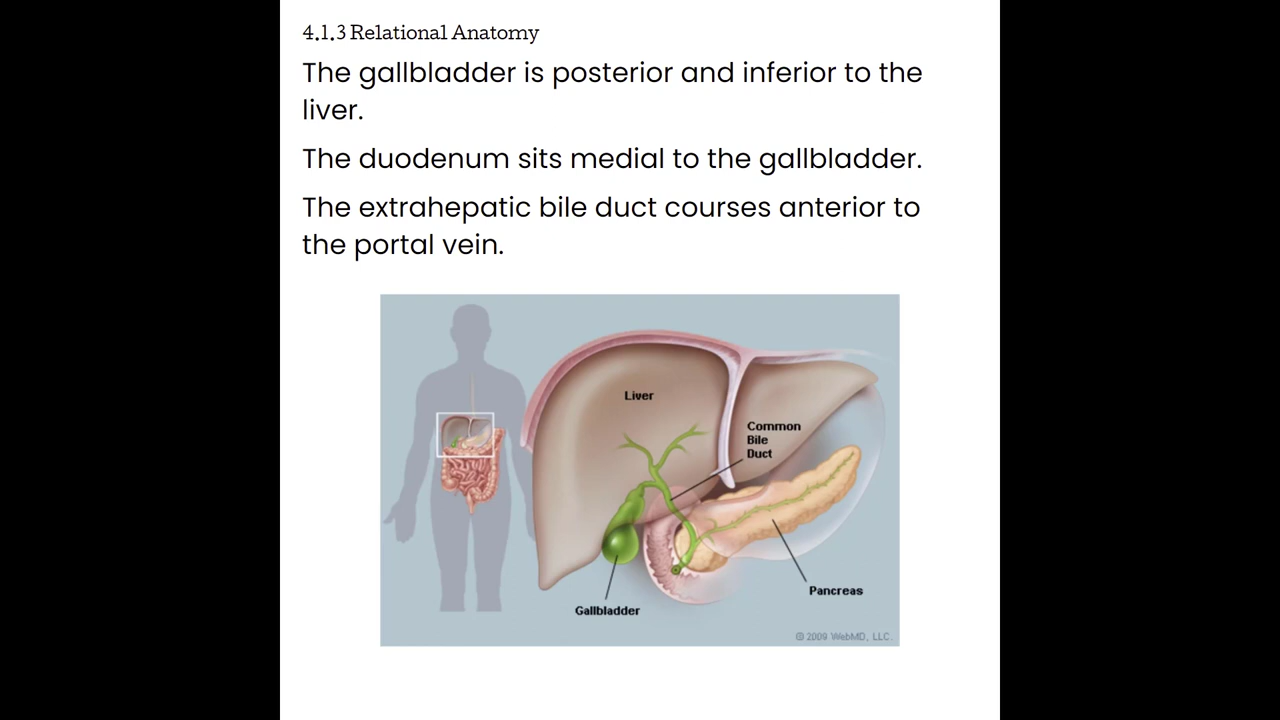 4.1.3 Relational Anatomy
The gallbladder is posterior and inferior to the
liver.
The duodenum sits medial to the gallbladder.
The extrahepatic bile duct courses anterior to
the portal vein.
Liver
Common
Bile
Duct
Pancreas
Gallbladder
© 2009 WebMD, LLC.